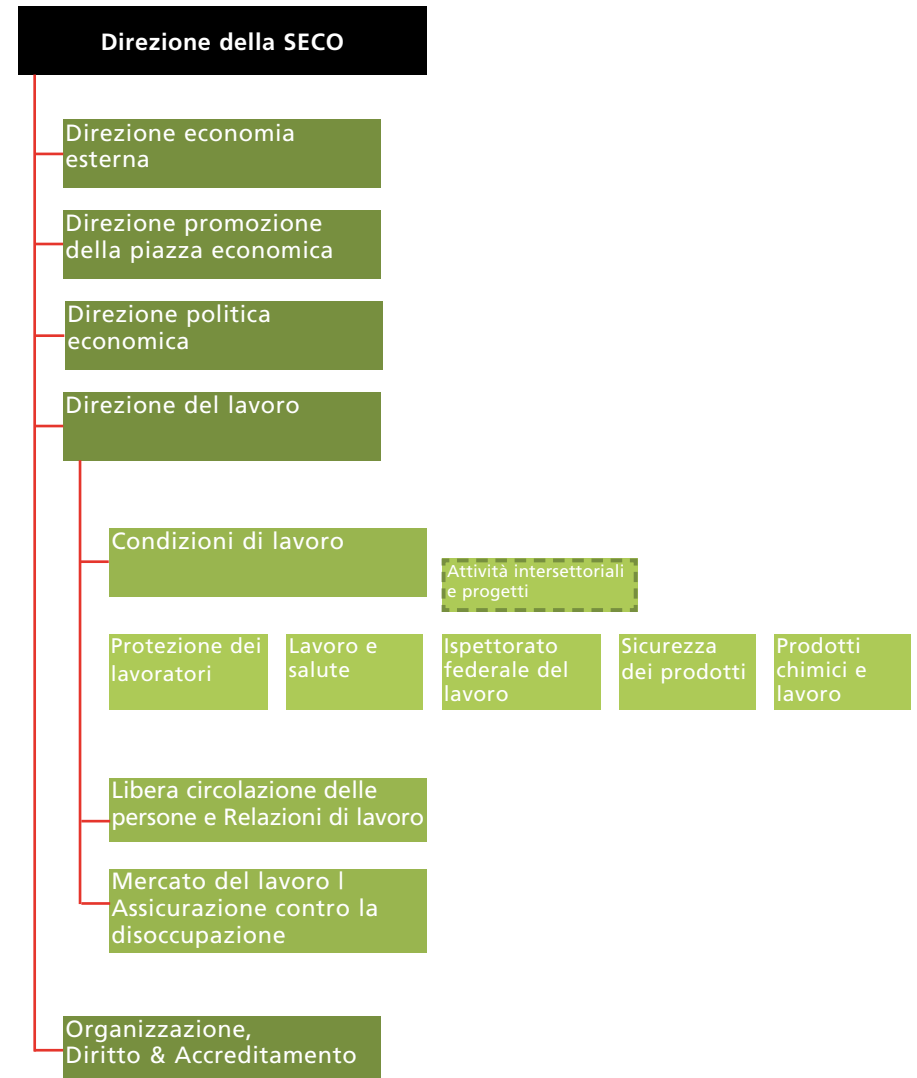 Direzione della SECO
Direzione economia
esterna
Direzione promozione
della piazza economica
Direzione politica
economica
Direzione del lavoro
Condizioni di lavoro
Attività intersettoriali
e progetti
Protezione dei
lavoratori
Lavoro e
salute
Ispettorato
federale del
lavoro
Sicurezza
dei prodotti
Prodotti
chimici e
lavoro
Libera circolazione delle
persone e Relazioni di lavoro
Mercato del lavoro l
Assicurazione contro la
disoccupazione
Organizzazione,
Diritto & Accreditamento